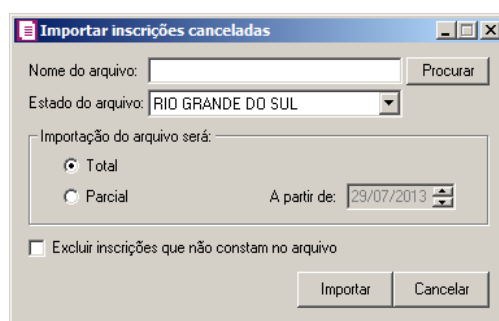 Importar inscrições canceladas
Nome do arquivo: Procurar
Estado do arquivo: RIO GRANDE DO SUL
Importação do arquivo será:
Total
Parcial A partir de: 29/07/2013
Excluir inscrições que não constam no arquivo
Importar Cancelar